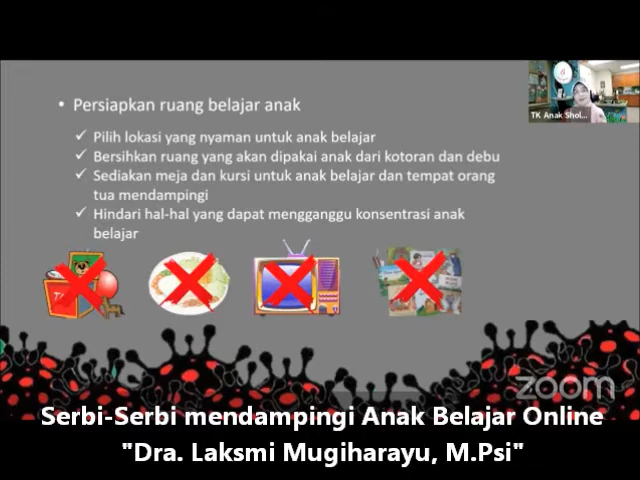 • Persiapkan ruang belajar anak
✓ Pilih lokasi yang nyaman untuk anak belajar
✓ Bersihkan ruang yang akan dipakai anak dari kotoran dan debu
✓ Sediakan meja dan kursi untuk anak belajar dan tempat orang
tua mendampingi
✓ Hindari hal-hal yang dapat mengganggu konsentrasi anak
belajar
TK Anak Shol...
zoom
Serbi-Serbi mendampingi Anak Belajar Online
"Dra. Laksmi Mugiharayu, M.Psi"